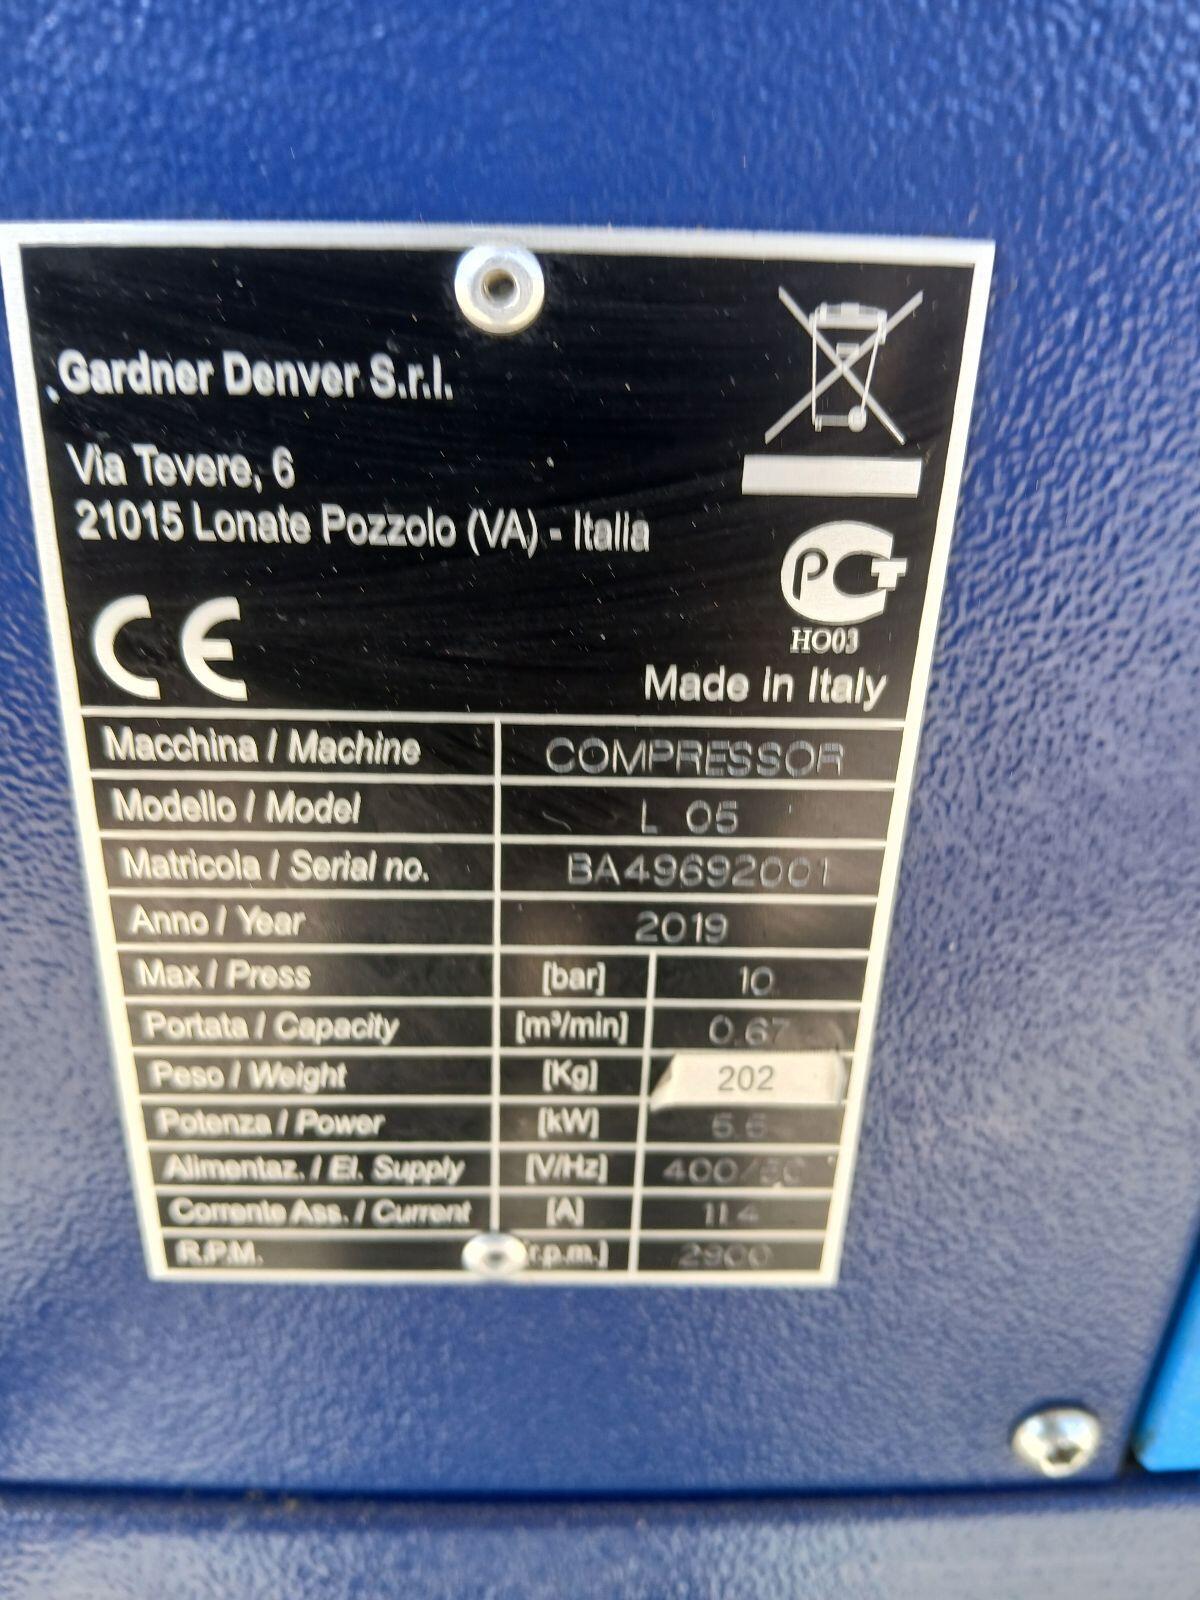 Gardner Denver S.r.l.
Via Tevere, 6
21015 Lonate Pozzolo (VA) - Italia
CE
PCT
HO03
Made in Italy
Macchina / Machine COMPRESSOR
Modello / Model L 05
Matricola / Serial no. BA49692001
Anno / Year 2019
Max / Press [bar] 10
Portata / Capacity [m³/min] 0.67
Peso / Weight [Kg] 202
Potenza / Power [kW] 5.5
Alimentaz. / El. Supply [V/Hz] 400/50
Corrente Ass. / Current [A] 11.4
R.P.M. [r.p.m.] 2900